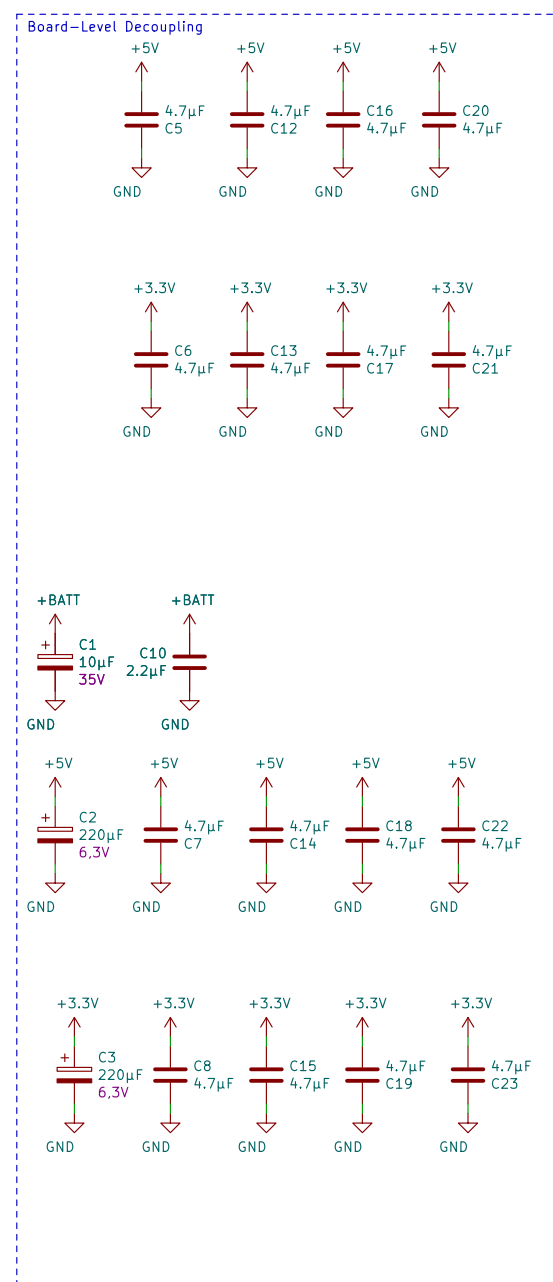 Board-Level Decoupling
+5V +5V +5V +5V
4.7µF 4.7µF C16 C20
C5 C12 4.7µF 4.7µF
GND GND GND GND
+3.3V +3.3V +3.3V +3.3V
C6 C13 4.7µF 4.7µF
4.7µF 4.7µF C17 C21
GND GND GND GND
+BATT +BATT
+ C1 C10
10µF 2.2µF
35V
GND GND
+5V +5V +5V +5V +5V
+ C2 4.7µF 4.7µF C18 C22
220µF C7 C14 4.7µF 4.7µF
6,3V
GND GND GND GND GND
+3.3V +3.3V +3.3V +3.3V +3.3V
+ C3 C8 C15 4.7µF 4.7µF
220µF 4.7µF 4.7µF C19 C23
6,3V
GND GND GND GND GND